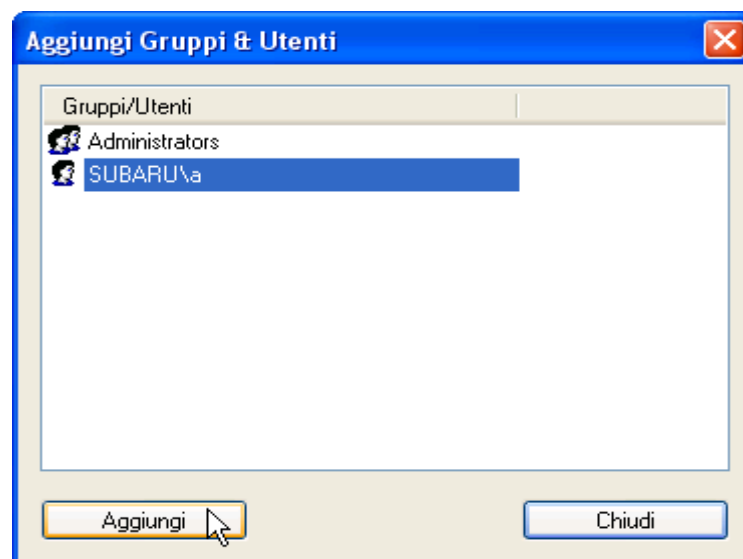 Aggiungi Gruppi & Utenti
Gruppi/Utenti
Administrators
SUBARU\a
Aggiungi
Chiudi